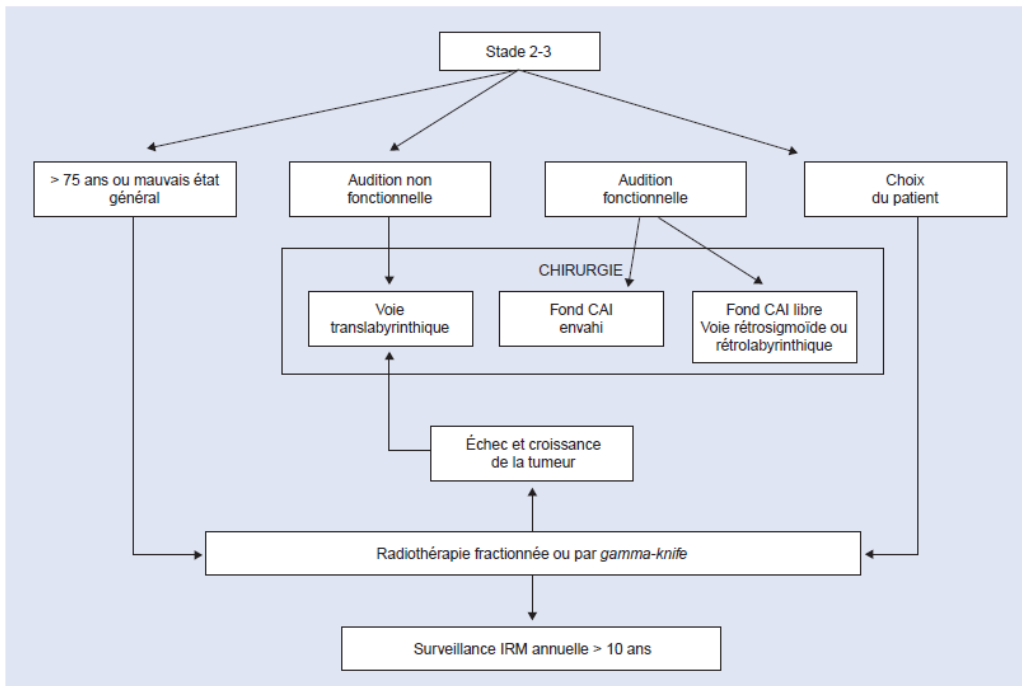 Stade 2-3
> 75 ans ou mauvais état
général
Audition non
fonctionnelle
Audition
fonctionnelle
Choix
du patient
CHIRURGIE
Voie
translabyrinthique
Fond CAI
envahi
Fond CAI libre
Voie rétrosigmoïde ou
rétrolabyrinthique
Échec et croissance
de la tumeur
Radiothérapie fractionnée ou par gamma-knife
Surveillance IRM annuelle > 10 ans